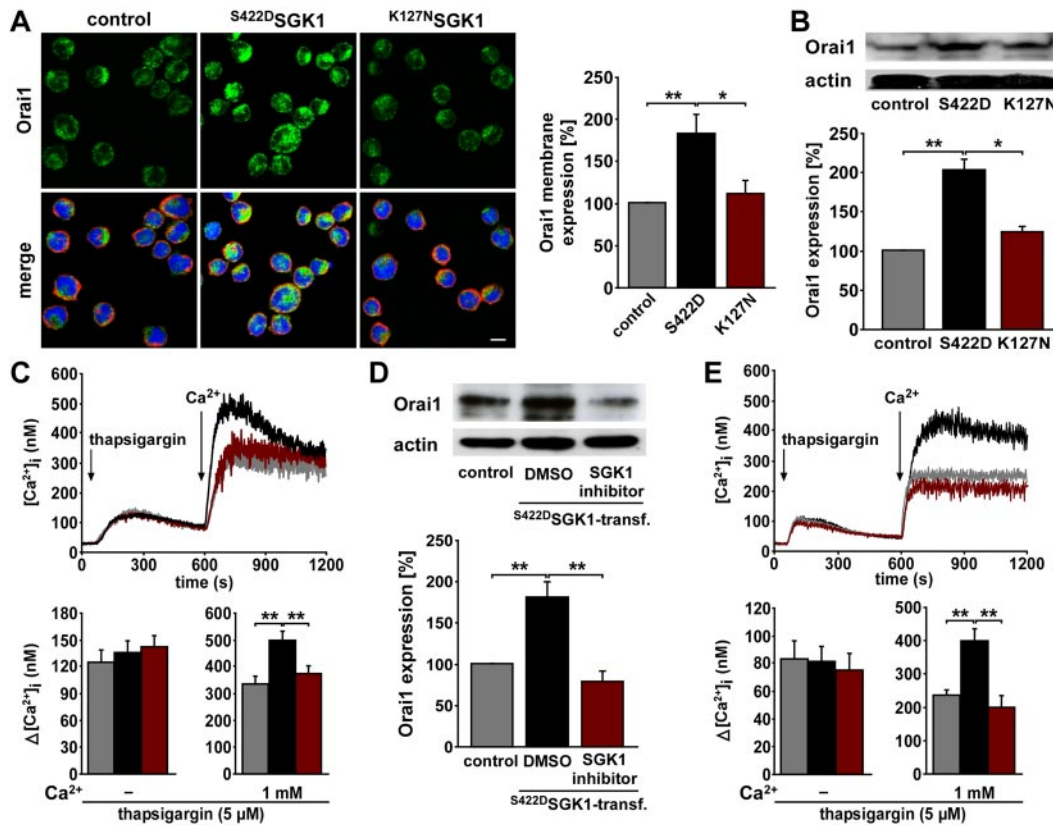 A
control
S422DSGK1
K127NSGK1
Orai1
merge
Orai1 membrane
expression [%]
250
200
150
100
50
0
**
*
control
S422D
K127N
B
Orai1
actin
control S422D K127N
Orai1 expression [%]
250
200
150
100
50
0
**
*
control S422D K127N
C
[Ca2+]i (nM)
600
500
400
300
200
100
0
thapsigargin
Ca2+
0 300 600 900 1200
time (s)
Δ[Ca2+]i (nM)
180
150
120
90
60
30
0
600
500
400
300
200
100
0
** **
Ca2+ – 1 mM
thapsigargin (5 µM)
D
Orai1
actin
control DMSO SGK1
inhibitor
S422DSGK1-transf.
Orai1 expression [%]
250
200
150
100
50
0
** **
control DMSO SGK1
inhibitor
S422DSGK1-transf.
E
[Ca2+]i (nM)
600
500
400
300
200
100
0
thapsigargin
Ca2+
0 300 600 900 1200
time (s)
Δ[Ca2+]i (nM)
120
100
80
60
40
20
0
500
400
300
200
100
0
** **
Ca2+ – 1 mM
thapsigargin (5 µM)